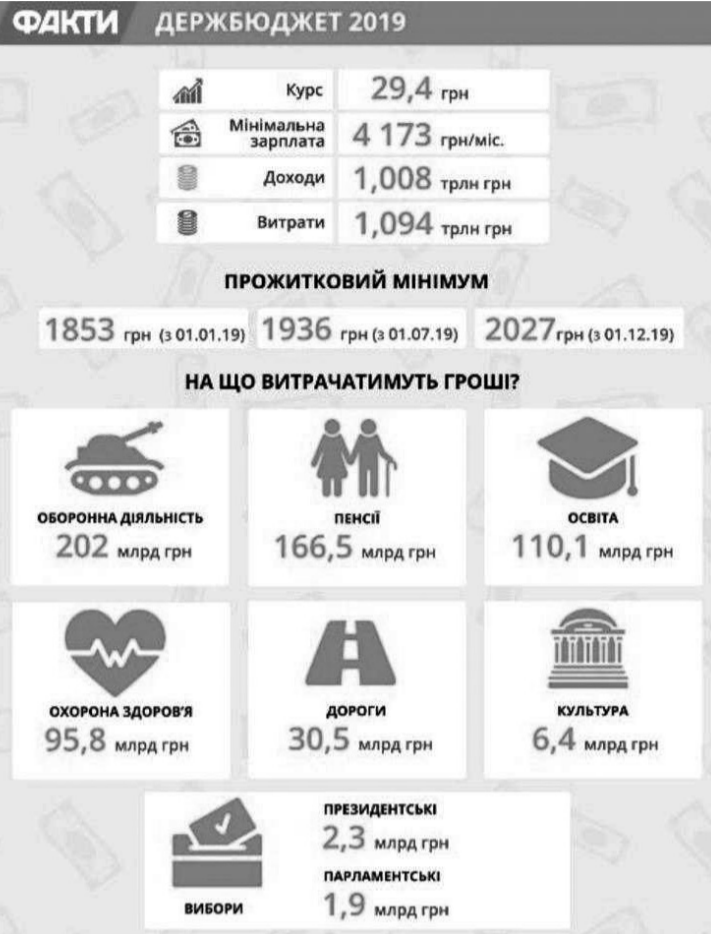 ФАКТИ ДЕРЖБЮДЖЕТ 2019
Курс 29,4 грн
Мінімальна
зарплата 4 173 грн/міс.
Доходи 1,008 трлн грн
Витрати 1,094 трлн грн
ПРОЖИТКОВИЙ МІНІМУМ
1853 грн (з 01.01.19) 1936 грн (з 01.07.19) 2027 грн (з 01.12.19)
НА ЩО ВИТРАЧАТИМУТЬ ГРОШІ?
ОБОРОННА ДІЯЛЬНІСТЬ
202 млрд грн
ПЕНСІЇ
166,5 млрд грн
ОСВІТА
110,1 млрд грн
ОХОРОНА ЗДОРОВ'Я
95,8 млрд грн
ДОРОГИ
30,5 млрд грн
КУЛЬТУРА
6,4 млрд грн
ВИБОРИ
ПРЕЗИДЕНТСЬКІ
2,3 млрд грн
ПАРЛАМЕНТСЬКІ
1,9 млрд грн